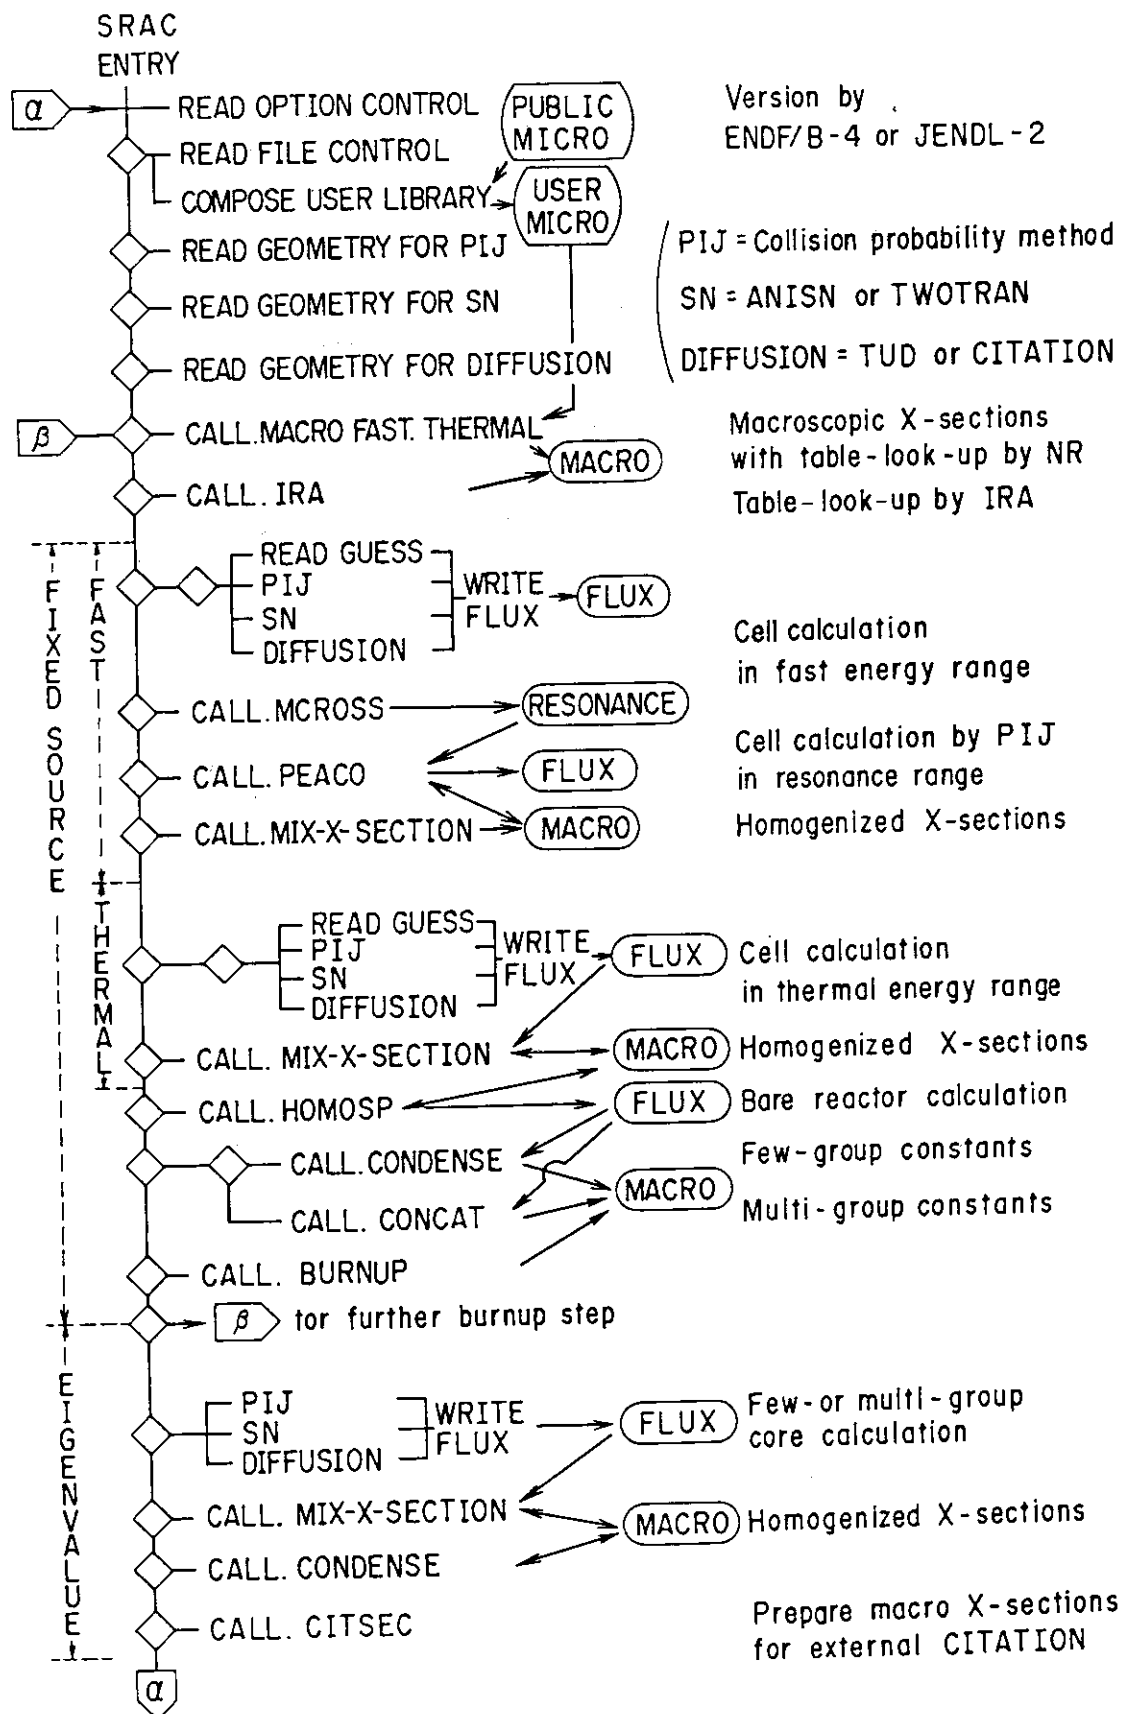 SRAC
ENTRY
α
READ OPTION CONTROL
PUBLIC
MICRO
Version by
ENDF/B-4 or JENDL-2
READ FILE CONTROL
COMPOSE USER LIBRARY
USER
MICRO
READ GEOMETRY FOR PIJ
PIJ = Collision probability method
READ GEOMETRY FOR SN
SN = ANISN or TWOTRAN
READ GEOMETRY FOR DIFFUSION
DIFFUSION = TUD or CITATION
β
CALL. MACRO FAST. THERMAL
MACRO
Macroscopic X-sections
with table-look-up by NR
CALL. IRA
Table-look-up by IRA
FIXED SOURCE
FAST
READ GUESS
PIJ
SN
DIFFUSION
WRITE
FLUX
FLUX
Cell calculation
in fast energy range
CALL. MCROSS
RESONANCE
CALL. PEACO
FLUX
Cell calculation by PIJ
in resonance range
CALL. MIX-X-SECTION
MACRO
Homogenized X-sections
THERMAL
READ GUESS
PIJ
SN
DIFFUSION
WRITE
FLUX
FLUX
Cell calculation
in thermal energy range
CALL. MIX-X-SECTION
MACRO
Homogenized X-sections
CALL. HOMOSP
FLUX
Bare reactor calculation
CALL. CONDENSE
Few-group constants
MACRO
CALL. CONCAT
Multi-group constants
CALL. BURNUP
β
tor further burnup step
EIGENVALUE
PIJ
SN
DIFFUSION
WRITE
FLUX
FLUX
Few-or multi-group
core calculation
CALL. MIX-X-SECTION
MACRO
Homogenized X-sections
CALL. CONDENSE
CALL. CITSEC
Prepare macro X-sections
for external CITATION
α